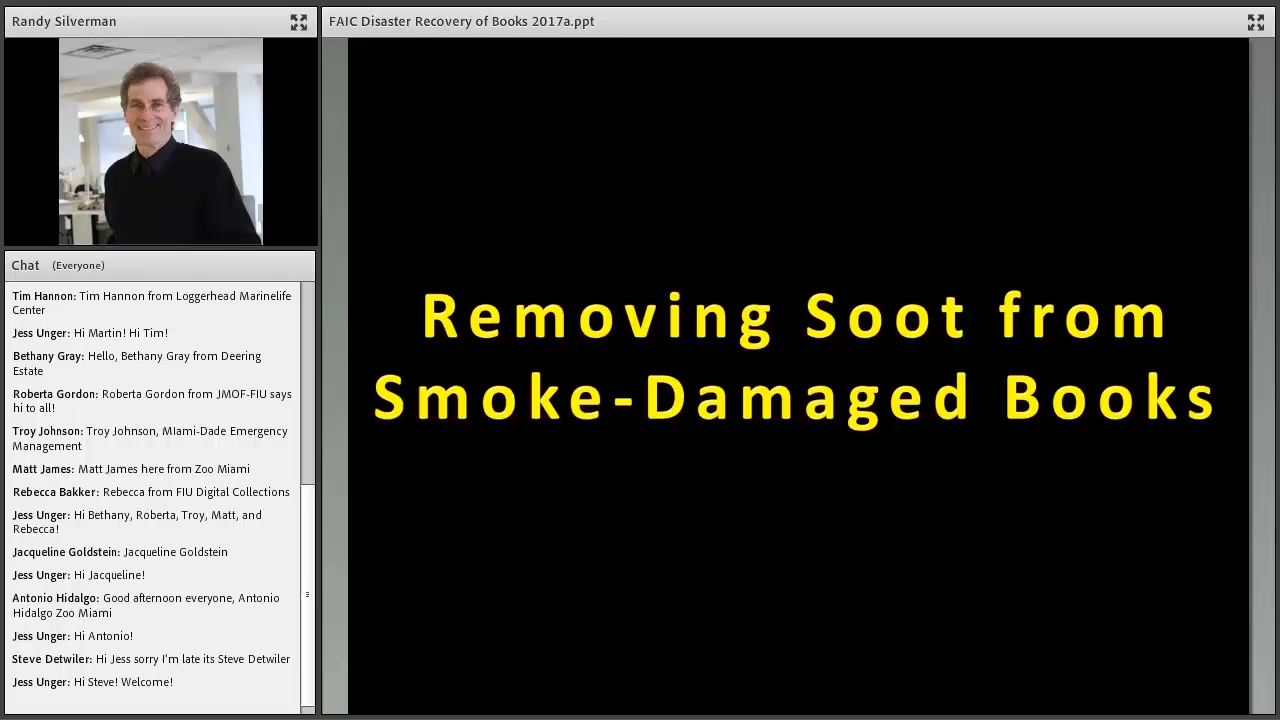 Randy Silverman
FAIC Disaster Recovery of Books 2017a.ppt
Chat (Everyone)
Tim Hannon: Tim Hannon from Loggerhead Marinelife
Center
Jess Unger: Hi Martin! Hi Tim!
Bethany Gray: Hello, Bethany Gray from Deering
Estate
Roberta Gordon: Roberta Gordon from JMOF-FIU says
hi to all!
Troy Johnson: Troy Johnson, MIami-Dade Emergency
Management
Matt James: Matt James here from Zoo Miami
Rebecca Bakker: Rebecca from FIU Digital Collections
Jess Unger: Hi Bethany, Roberta, Troy, Matt, and
Rebecca!
Jacqueline Goldstein: Jacqueline Goldstein
Jess Unger: Hi Jacqueline!
Antonio Hidalgo: Good afternoon everyone, Antonio
Hidalgo Zoo Miami
Jess Unger: Hi Antonio!
Steve Detwiler: Hi Jess sorry I'm late its Steve Detwiler
Jess Unger: Hi Steve! Welcome!
Removing Soot from
Smoke-Damaged Books